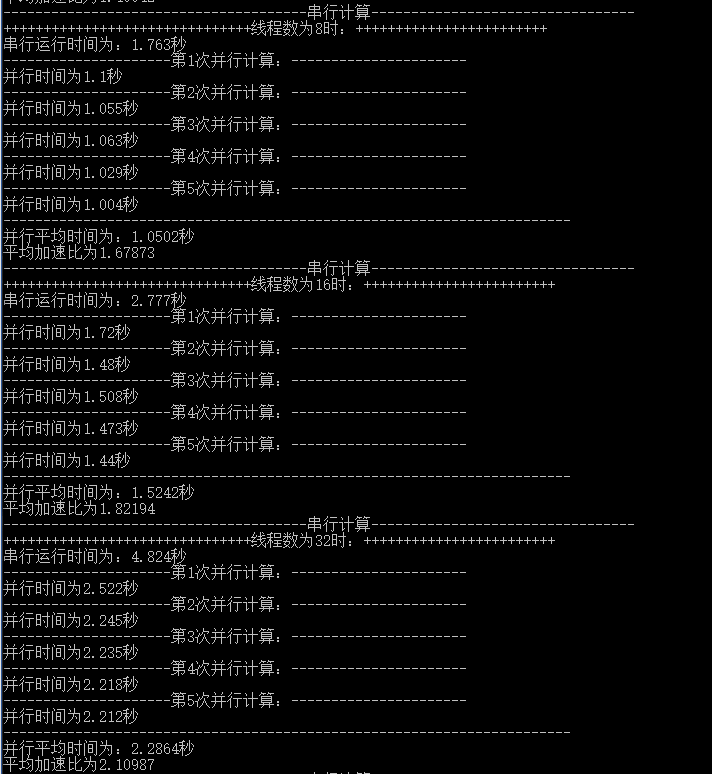 --------------------------------------串行计算---------------------------------
+++++++++++++++++++++++++++++++线程数为8时：++++++++++++++++++++++++
串行运行时间为：1.763秒
---------------------第1次并行计算：----------------------
并行时间为1.1秒
---------------------第2次并行计算：----------------------
并行时间为1.055秒
---------------------第3次并行计算：----------------------
并行时间为1.063秒
---------------------第4次并行计算：----------------------
并行时间为1.029秒
---------------------第5次并行计算：----------------------
并行时间为1.004秒
-----------------------------------------------------------------------
并行平均时间为：1.0502秒
平均加速比为1.67873
--------------------------------------串行计算---------------------------------
+++++++++++++++++++++++++++++++线程数为16时：++++++++++++++++++++++++
串行运行时间为：2.777秒
---------------------第1次并行计算：----------------------
并行时间为1.72秒
---------------------第2次并行计算：----------------------
并行时间为1.48秒
---------------------第3次并行计算：----------------------
并行时间为1.508秒
---------------------第4次并行计算：----------------------
并行时间为1.473秒
---------------------第5次并行计算：----------------------
并行时间为1.44秒
-----------------------------------------------------------------------
并行平均时间为：1.5242秒
平均加速比为1.82194
--------------------------------------串行计算---------------------------------
+++++++++++++++++++++++++++++++线程数为32时：++++++++++++++++++++++++
串行运行时间为：4.824秒
---------------------第1次并行计算：----------------------
并行时间为2.522秒
---------------------第2次并行计算：----------------------
并行时间为2.245秒
---------------------第3次并行计算：----------------------
并行时间为2.235秒
---------------------第4次并行计算：----------------------
并行时间为2.218秒
---------------------第5次并行计算：----------------------
并行时间为2.212秒
-----------------------------------------------------------------------
并行平均时间为：2.2864秒
平均加速比为2.10987